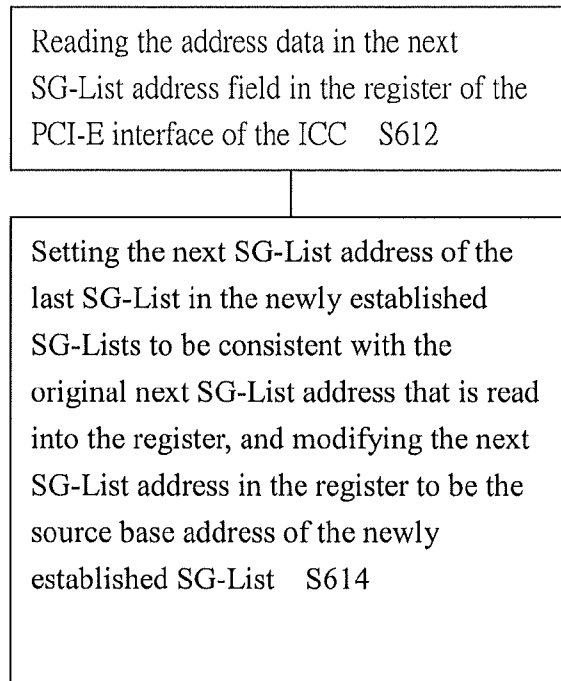 Reading the address data in the next
SG-List address field in the register of the
PCI-E interface of the ICC S612
Setting the next SG-List address of the
last SG-List in the newly established
SG-Lists to be consistent with the
original next SG-List address that is read
into the register, and modifying the next
SG-List address in the register to be the
source base address of the newly
established SG-List S614